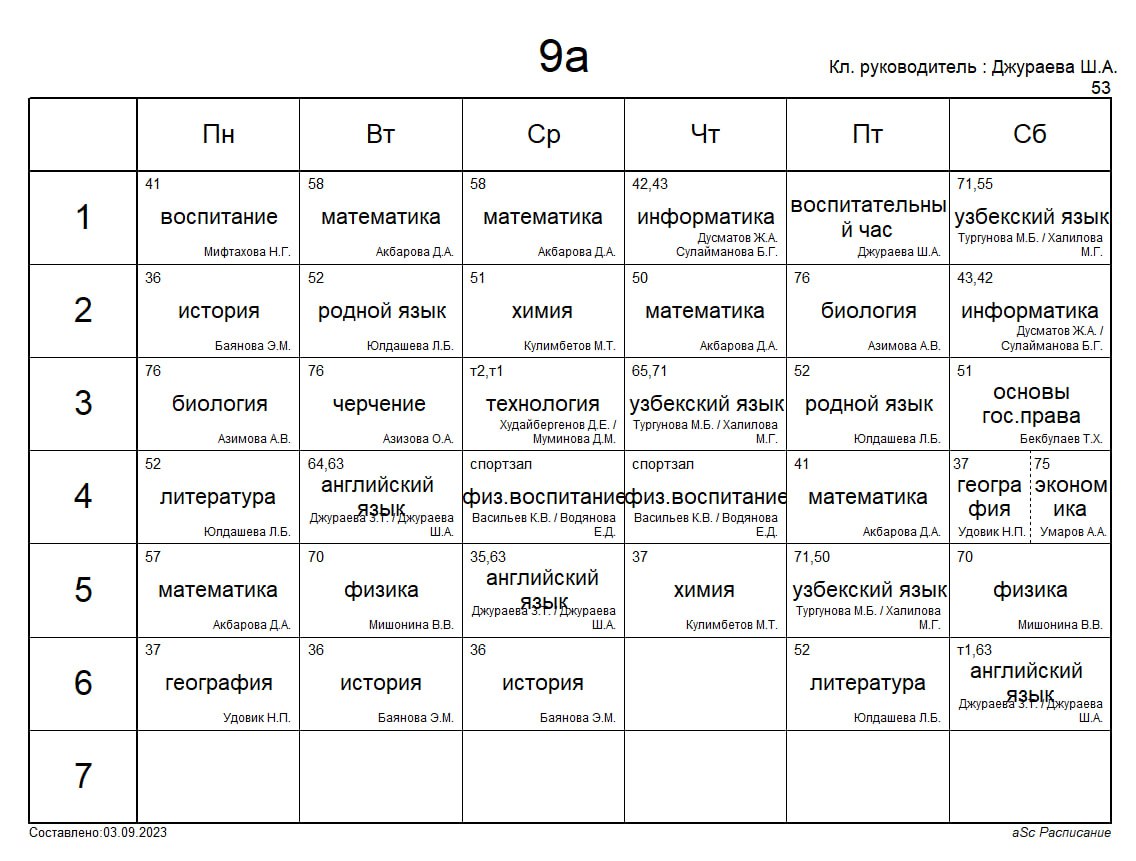 9а
Кл. руководитель : Джураева Ш.А.
53
Пн Вт Ср Чт Пт Сб
1
41
воспитание
Мифтахова Н.Г.
58
математика
Акбарова Д.А.
58
математика
Акбарова Д.А.
42,43
информатика
Дусматов Ж.А.
Сулайманова Б.Г.
воспитательны
й час
Джураева Ш.А.
71,55
узбекский язык
Тургунова М.Б. / Халилова
М.Г.
2
36
история
Баянова Э.М.
52
родной язык
Юлдашева Л.Б.
51
химия
Кулимбетов М.Т.
50
математика
Акбарова Д.А.
76
биология
Азимова А.В.
43,42
информатика
Дусматов Ж.А. /
Сулайманова Б.Г.
3
76
биология
Азимова А.В.
76
черчение
Азизова О.А.
т2,т1
технология
Худайбергенов Д.Е. /
Муминова Д.М.
65,71
узбекский язык
Тургунова М.Б. / Халилова
М.Г.
52
родной язык
Юлдашева Л.Б.
51
основы
гос.права
Бекбулаев Т.Х.
4
52
литература
Юлдашева Л.Б.
64,63
английский
язык
Джураева З.Т. / Джураева
Ш.А.
спортзал
физ.воспитание
Васильев К.В. / Водянова
Е.Д.
спортзал
физ.воспитание
Васильев К.В. / Водянова
Е.Д.
41
математика
Акбарова Д.А.
37
геогра
фия
Удовик Н.П.
75
эконом
ика
Умаров А.А.
5
57
математика
Акбарова Д.А.
70
физика
Мишонина В.В.
35,63
английский
язык
Джураева З.Т. / Джураева
Ш.А.
37
химия
Кулимбетов М.Т.
71,50
узбекский язык
Тургунова М.Б. / Халилова
М.Г.
70
физика
Мишонина В.В.
6
37
география
Удовик Н.П.
36
история
Баянова Э.М.
36
история
Баянова Э.М.
52
литература
Юлдашева Л.Б.
т1,63
английский
язык
Джураева З.Т. / Джураева
Ш.А.
7
Составлено:03.09.2023
aSc Расписание